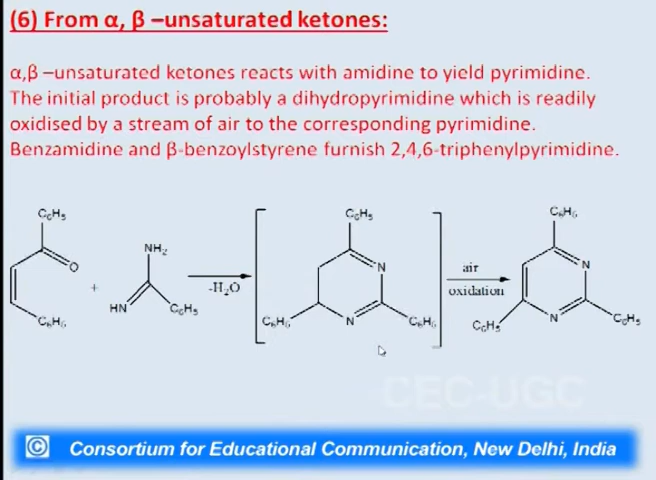 (6) From α, β –unsaturated ketones:
α,β –unsaturated ketones reacts with amidine to yield pyrimidine.
The initial product is probably a dihydropyrimidine which is readily
oxidised by a stream of air to the corresponding pyrimidine.
Benzamidine and β-benzoylstyrene furnish 2,4,6-triphenylpyrimidine.
C₆H₅
O
C₆H₅
+
NH₂
HN
C₆H₅
-H₂O
C₆H₅
N
C₆H₅
N
C₆H₅
air
oxidation
C₆H₅
N
C₆H₅
N
C₆H₅
CEC-UGC
© Consortium for Educational Communication, New Delhi, India